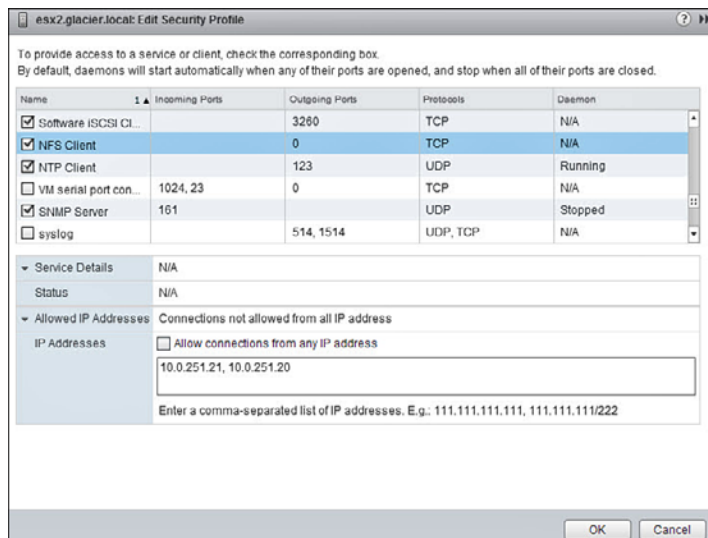 esx2.glacier.local: Edit Security Profile ?
To provide access to a service or client, check the corresponding box.
By default, daemons will start automatically when any of their ports are opened, and stop when all of their ports are closed.
Name 1 Incoming Ports Outgoing Ports Protocols Daemon
Software iSCSI Cl... 3260 TCP N/A
NFS Client 0 TCP N/A
NTP Client 123 UDP Running
VM serial port con... 1024, 23 0 TCP N/A
SNMP Server 161 UDP Stopped
syslog 514, 1514 UDP, TCP N/A
Service Details N/A
Status N/A
Allowed IP Addresses Connections not allowed from all IP address
IP Addresses Allow connections from any IP address
10.0.251.21, 10.0.251.20
Enter a comma-separated list of IP addresses. E.g.: 111.111.111.111, 111.111.111/222
OK Cancel